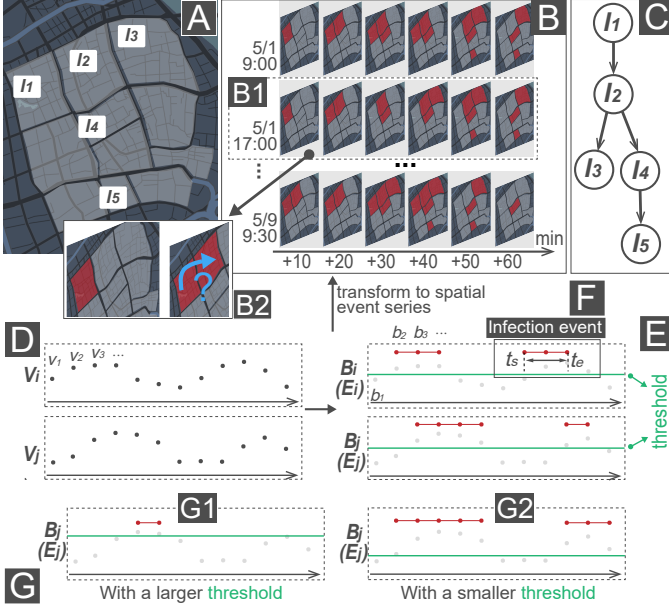 A
I1
I2
I3
I4
I5
B
5/1
9:00
B1
5/1
17:00
...
...
5/9
9:30
min
+10 +20 +30 +40 +50 +60
?
B2
C
I1
I2
I3 I4
I5
transform to spatial
event series
F
D
v1 v2 v3 ...
Vi
Vj
E
b2 b3 ...
Infection event
ts te
Bi
(Ei)
b1
Bj
(Ej)
threshold
G1
Bj
(Ej)
G2
Bj
(Ej)
G
With a larger threshold
With a smaller threshold